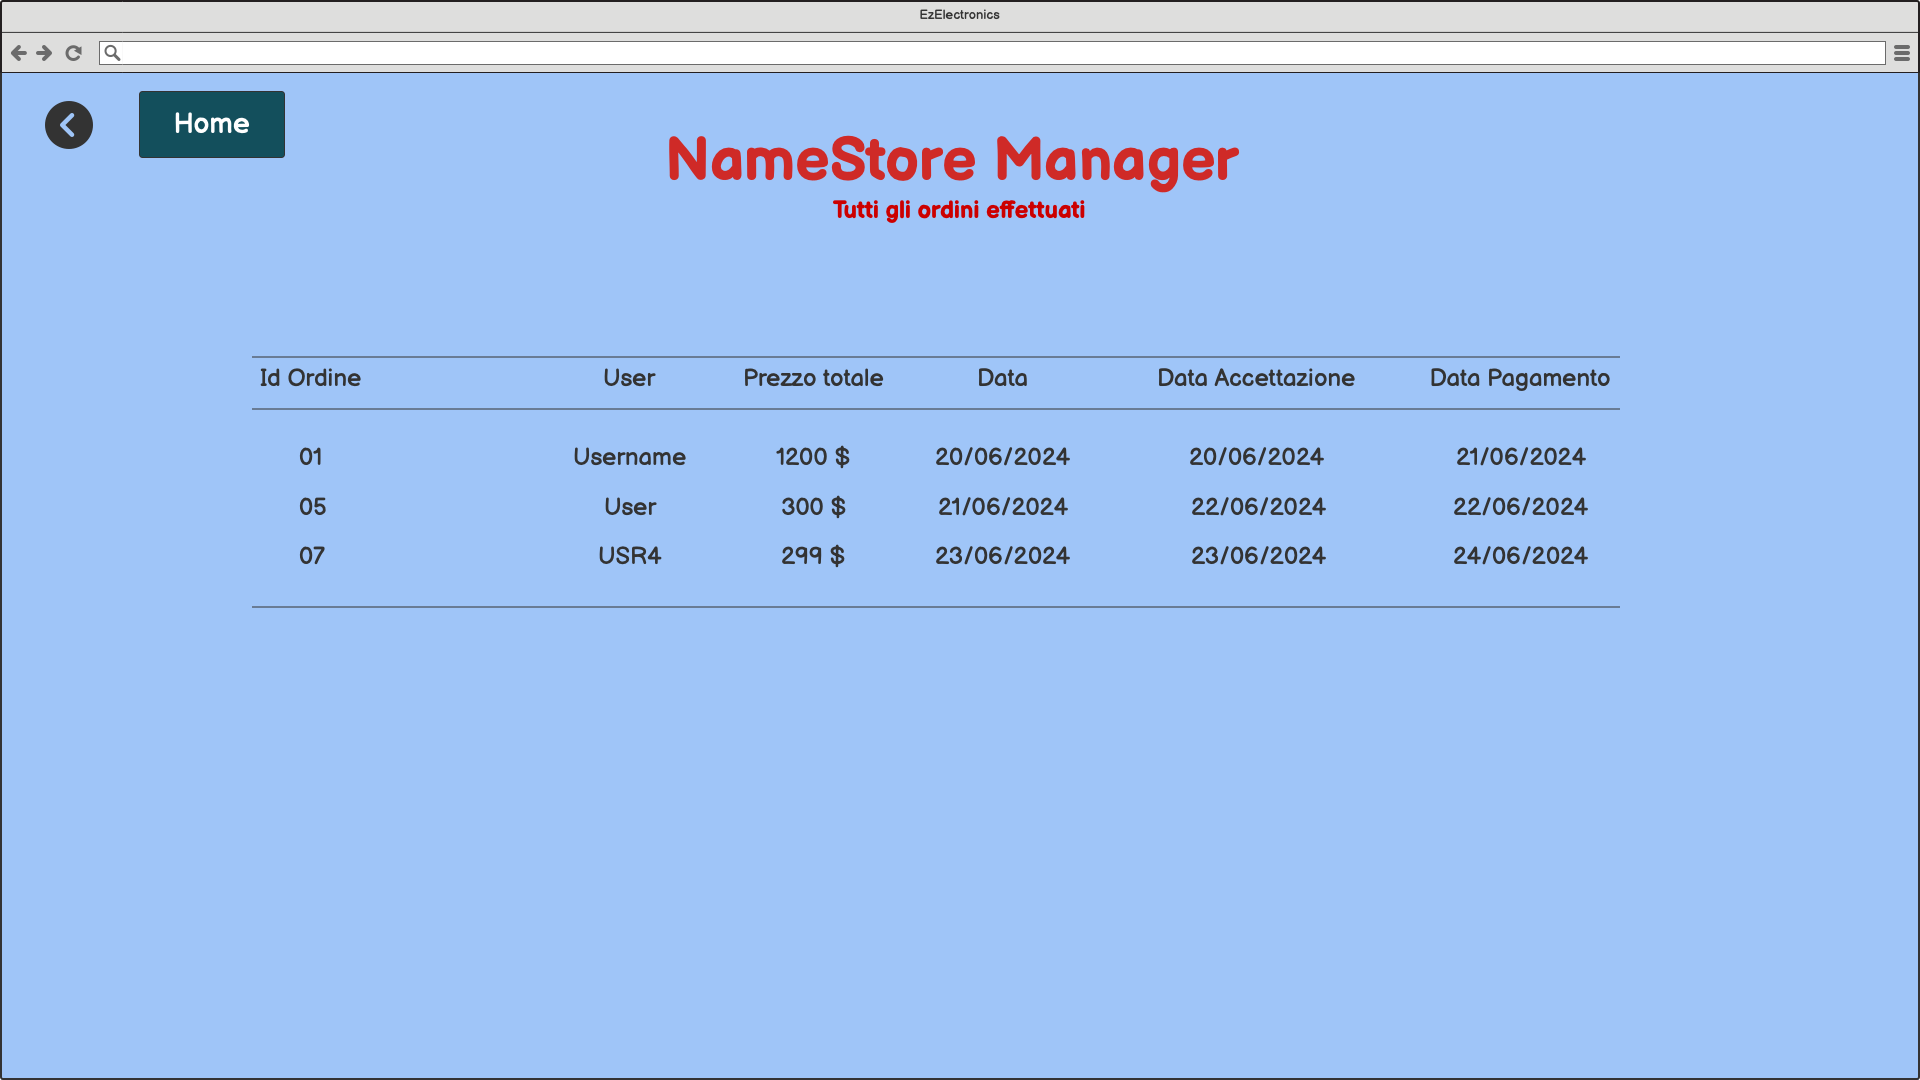 EzElectronics
Home
NameStore Manager
Tutti gli ordini effettuati
Id Ordine User Prezzo totale Data Data Accettazione Data Pagamento
01 Username 1200 $ 20/06/2024 20/06/2024 21/06/2024
05 User 300 $ 21/06/2024 22/06/2024 22/06/2024
07 USR4 299 $ 23/06/2024 23/06/2024 24/06/2024